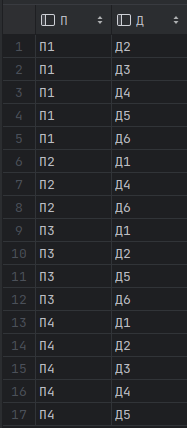 П Д
1 П1 Д2
2 П1 Д3
3 П1 Д4
4 П1 Д5
5 П1 Д6
6 П2 Д1
7 П2 Д4
8 П2 Д6
9 П3 Д1
10 П3 Д2
11 П3 Д5
12 П3 Д6
13 П4 Д1
14 П4 Д2
15 П4 Д3
16 П4 Д4
17 П4 Д5